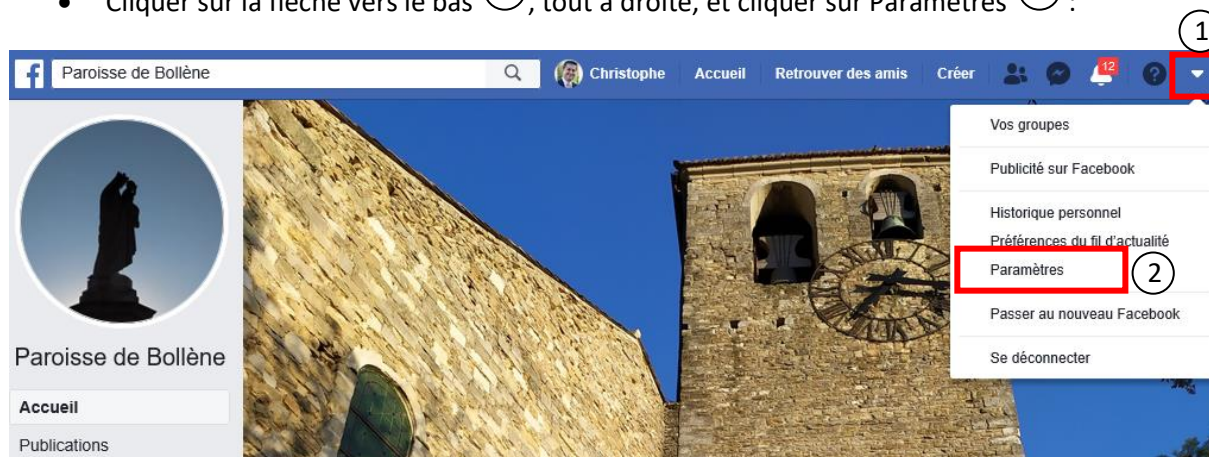 • Cliquer sur la flèche vers le bas , tout à droite, et cliquer sur Paramètres :
1
f Paroisse de Bollène Christophe Accueil Retrouver des amis Créer 12 ?
Vos groupes
Publicité sur Facebook
Historique personnel
Préférences du fil d'actualité
Paramètres 2
Passer au nouveau Facebook
Se déconnecter
Paroisse de Bollène
Accueil
Publications